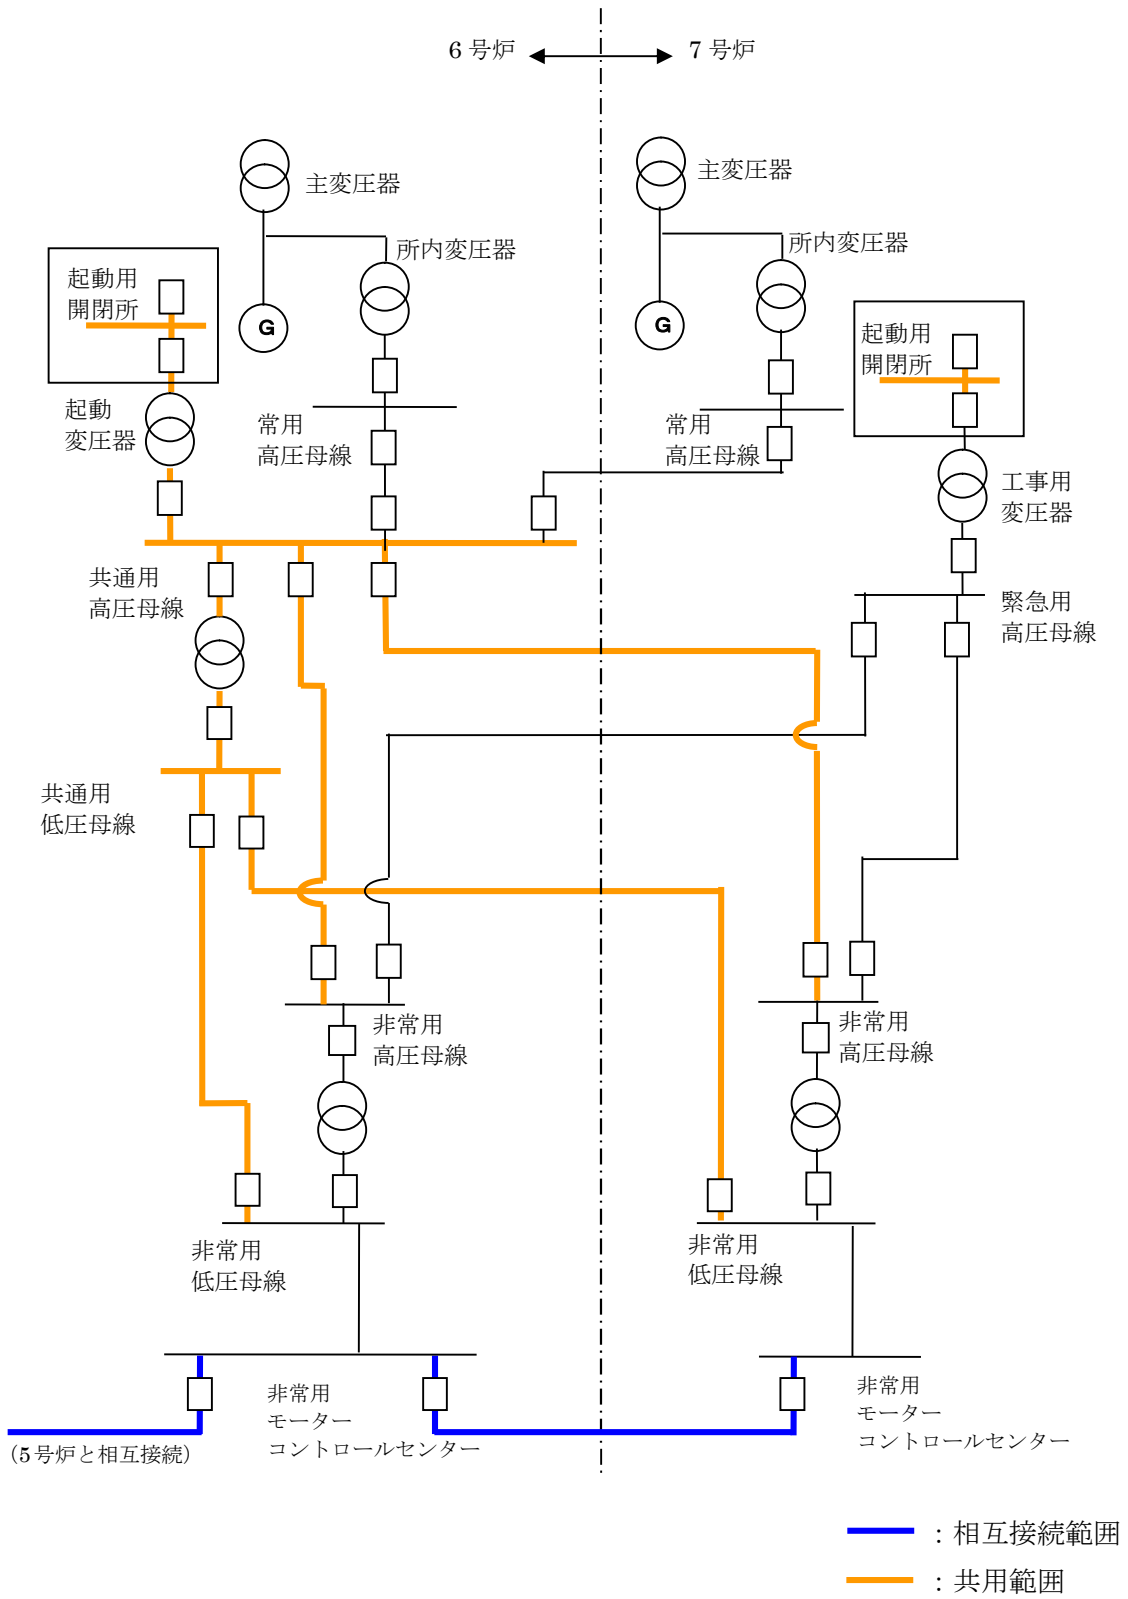 6 号炉
7 号炉
主変圧器
主変圧器
所内変圧器
所内変圧器
起動用
開閉所
G
G
起動用
開閉所
起動
変圧器
常用
高圧母線
常用
高圧母線
工事用
変圧器
共通用
高圧母線
緊急用
高圧母線
共通用
低圧母線
非常用
高圧母線
非常用
高圧母線
非常用
低圧母線
非常用
低圧母線
非常用
モーター
コントロールセンター
非常用
モーター
コントロールセンター
（5号炉と相互接続）
：相互接続範囲
：共用範囲